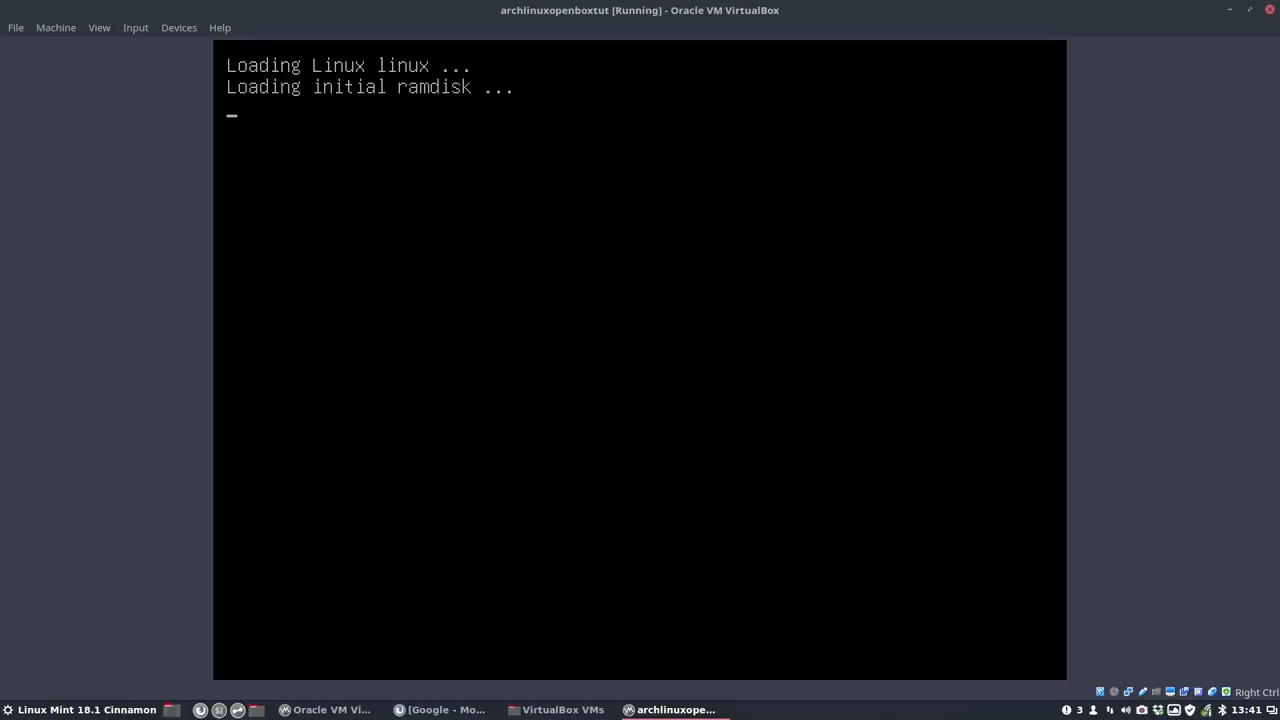 archlinuxopenboxtut [Running] - Oracle VM VirtualBox
File Machine View Input Devices Help
Loading Linux linux ...
Loading initial ramdisk ...
Right Ctrl
Linux Mint 18.1 Cinnamon Oracle VM Vi... [Google - Mo... VirtualBox VMs archlinuxope... 3 13:41